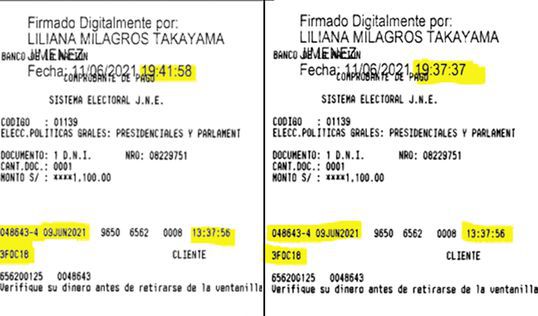 Firmado Digitalmente por:
LILIANA MILAGROS TAKAYAMA
JIMENEZ
BANCO DE LA NACION
Fecha: 11/06/2021 19:41:58
COMPROBANTE DE PAGO
SISTEMA ELECTORAL J.N.E.
CODIGO : 01139
ELECC.POLITICAS GRALES: PRESIDENCIALES Y PARLAMENT
DOCUMENTO: 1 D.N.I. NRO: 08229751
CANT.DOC.: 0001
MONTO S/ : ****1,100.00
048643-4 09JUN2021 9650 6562 0008 13:37:56
3FDC18 CLIENTE
656200125 0048643
Verifique su dinero antes de retirarse de la ventanilla
Firmado Digitalmente por:
LILIANA MILAGROS TAKAYAMA
JIMENEZ
BANCO DE LA NACION
Fecha: 11/06/2021 19:37:37
COMPROBANTE DE PAGO
SISTEMA ELECTORAL J.N.E.
CODIGO : 01139
ELECC.POLITICAS GRALES: PRESIDENCIALES Y PARLAMENT
DOCUMENTO: 1 D.N.I. NRO: 08229751
CANT.DOC.: 0001
MONTO S/ : ****1,100.00
048643-4 09JUN2021 9650 6562 0008 13:37:56
3FDC18 CLIENTE
656200125 0048643
Verifique su dinero antes de retirarse de la ventanilla